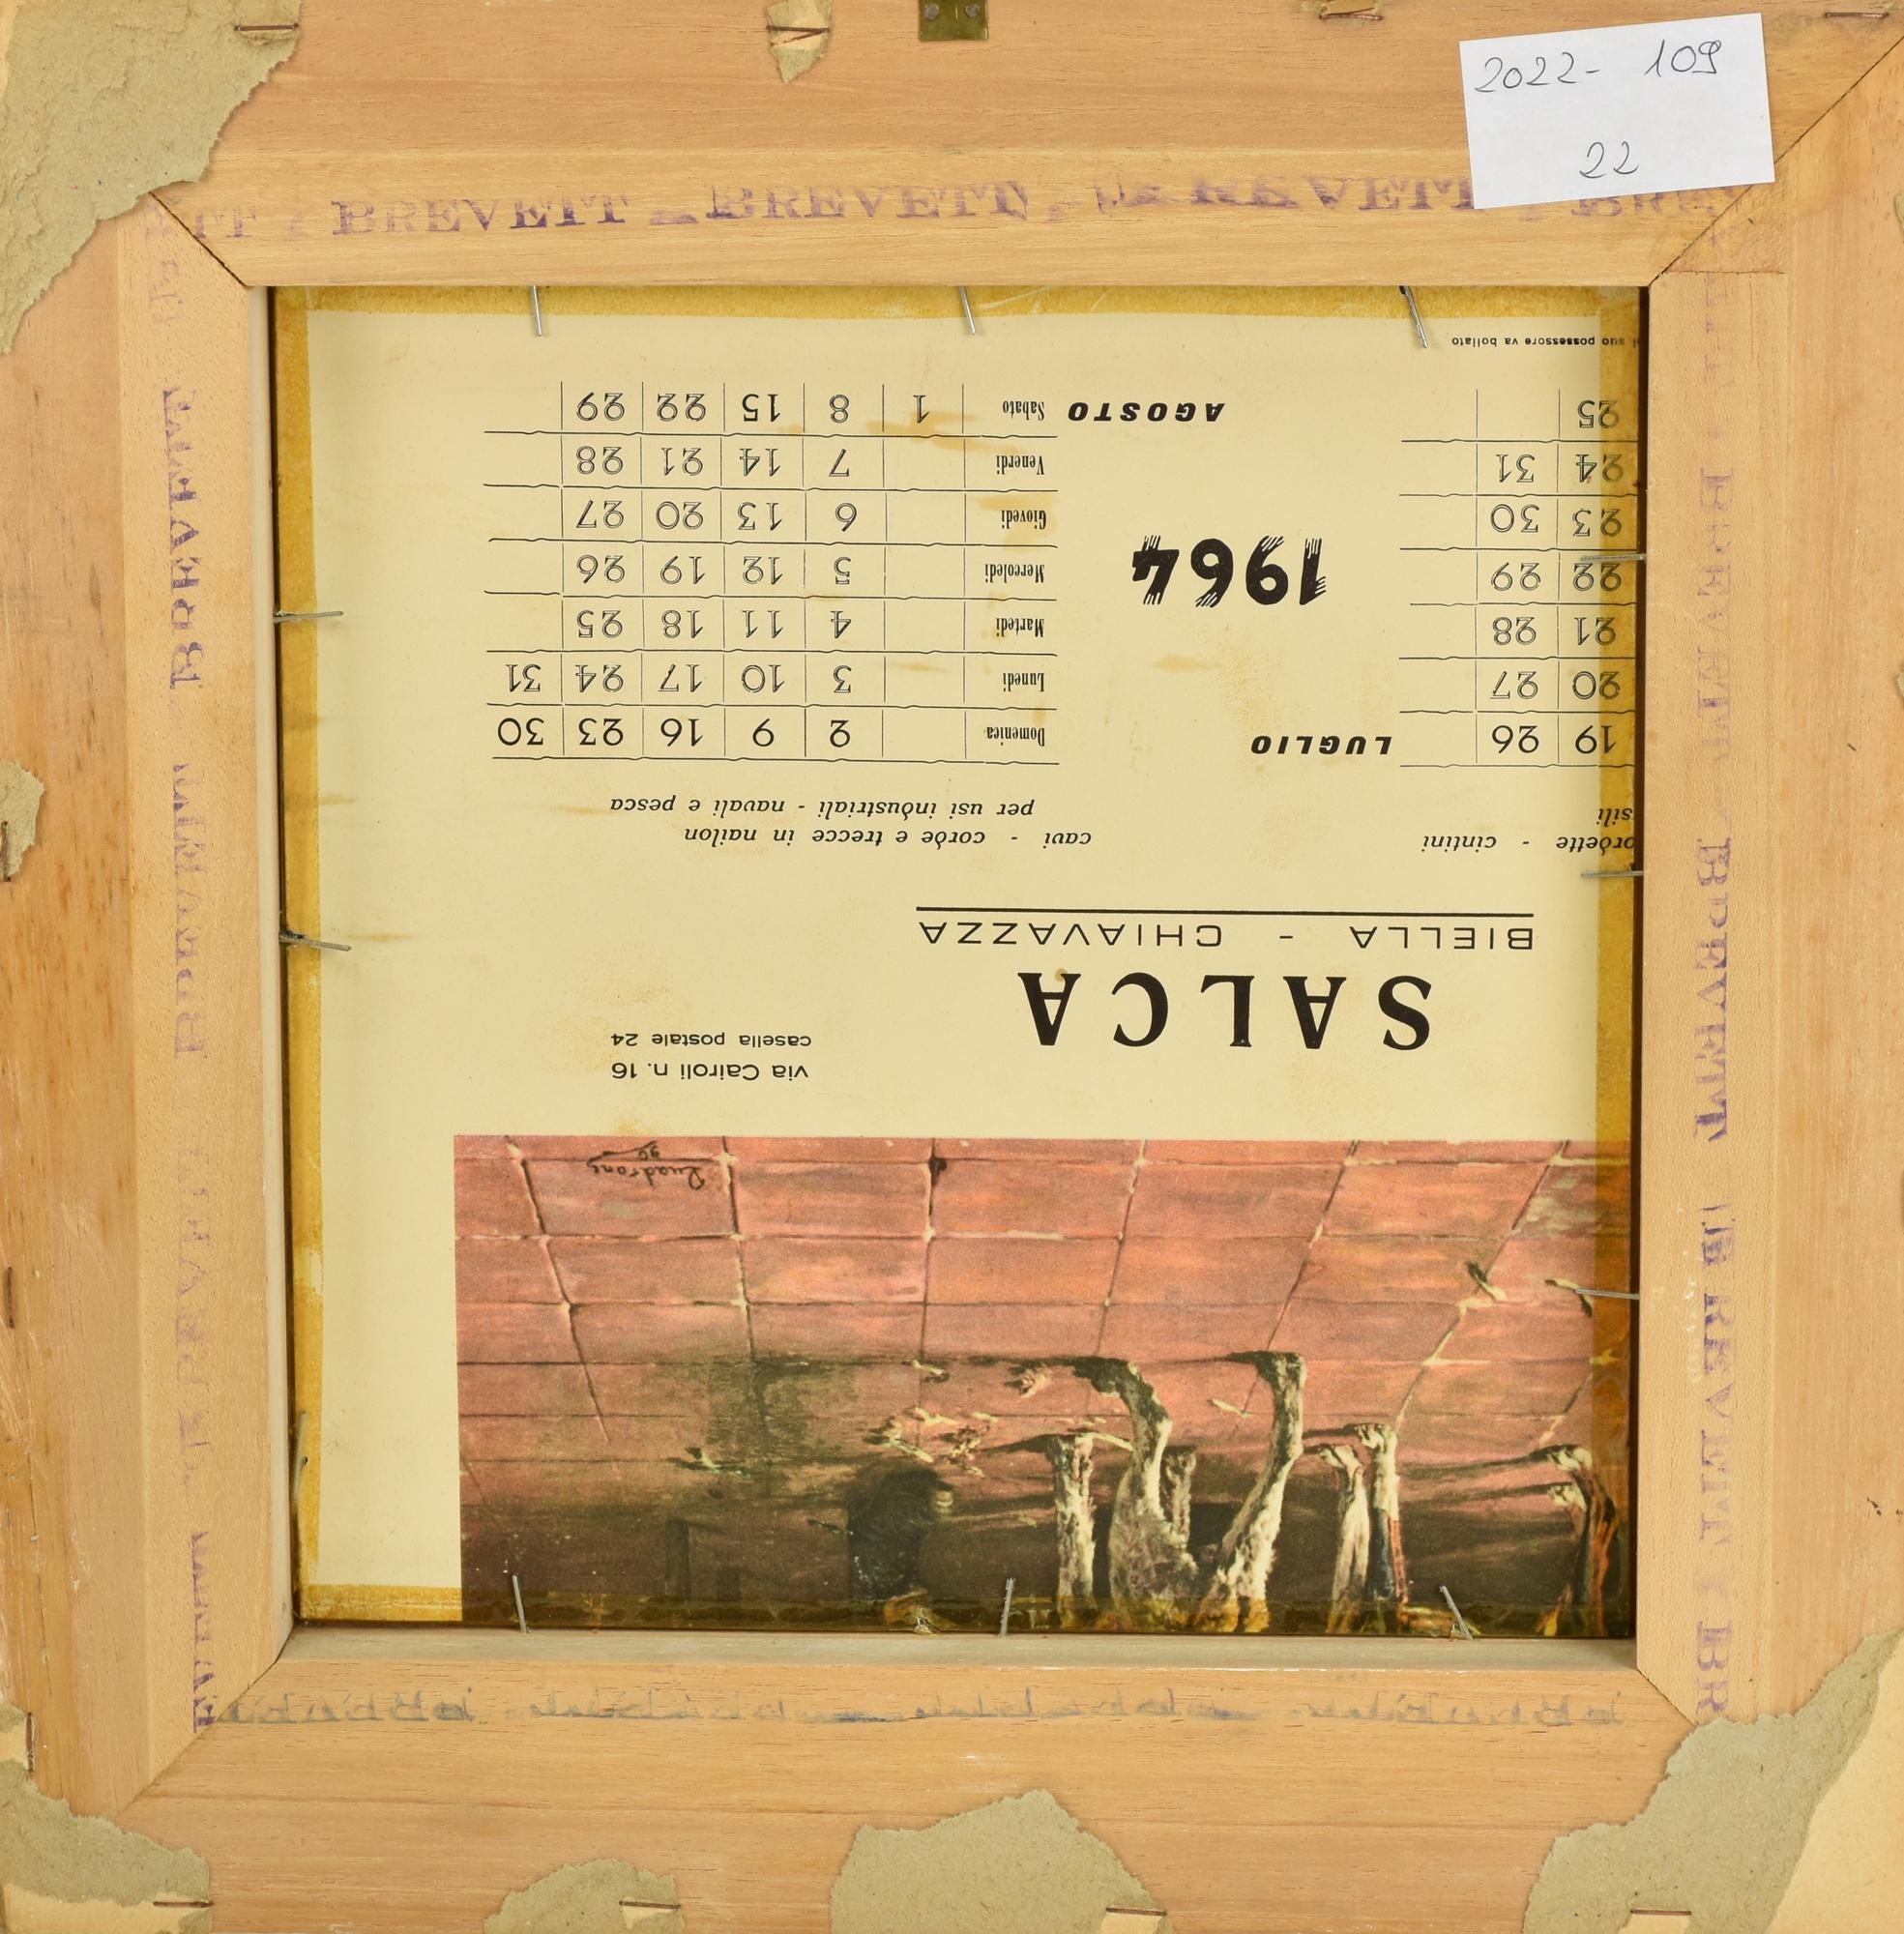 2022- 109
22
BREVETT - BREVETT
Quadrone
via Cairoli n. 16
casella postale 24
SALCA
BIELLA - CHIAVAZZA
cintini
cavi - corde e trecce in nailon
per usi industriali - navali e pesca
LUGLIO
19 26
20 27
21 28
22 29
23 30
24 31
25
1964
AGOSTO
Domenica 2 9 16 23 30
Lunedì 3 10 17 24 31
Martedì 4 11 18 25
Mercoledì 5 12 19 26
Giovedì 6 13 20 27
Venerdì 7 14 21 28
Sabato 1 8 15 22 29
suo possessore va bollato